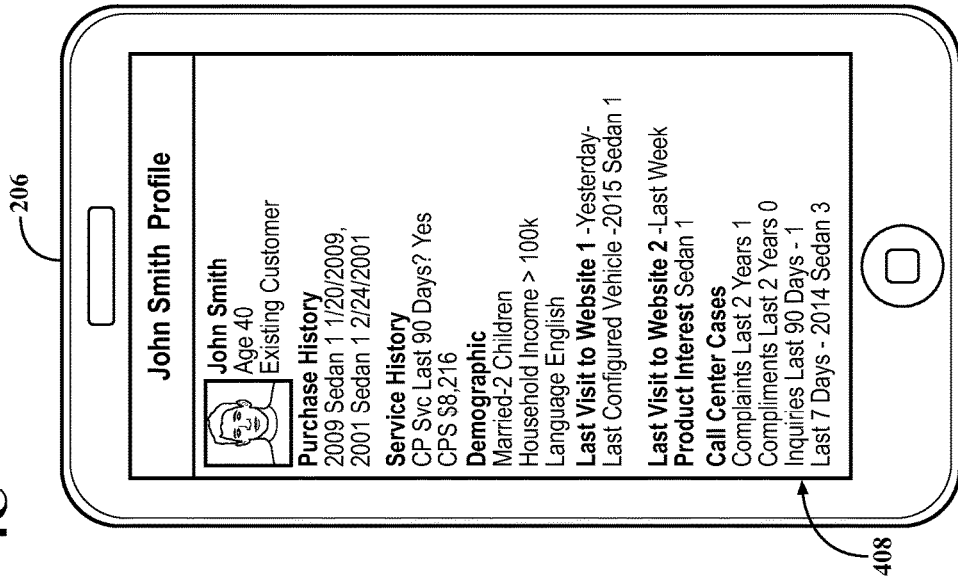 206
John Smith Profile
John Smith
Age 40
Existing Customer
Purchase History
2009 Sedan 1 1/20/2009,
2001 Sedan 1 2/24/2001
Service History
CP Svc Last 90 Days? Yes
CPS $8,216
Demographic
Married-2 Children
Household Income > 100k
Language English
Last Visit to Website 1 -Yesterday-
Last Configured Vehicle -2015 Sedan 1
Last Visit to Website 2 -Last Week
Product Interest Sedan 1
Call Center Cases
Complaints Last 2 Years 1
Compliments Last 2 Years 0
Inquiries Last 90 Days - 1
Last 7 Days - 2014 Sedan 3
408